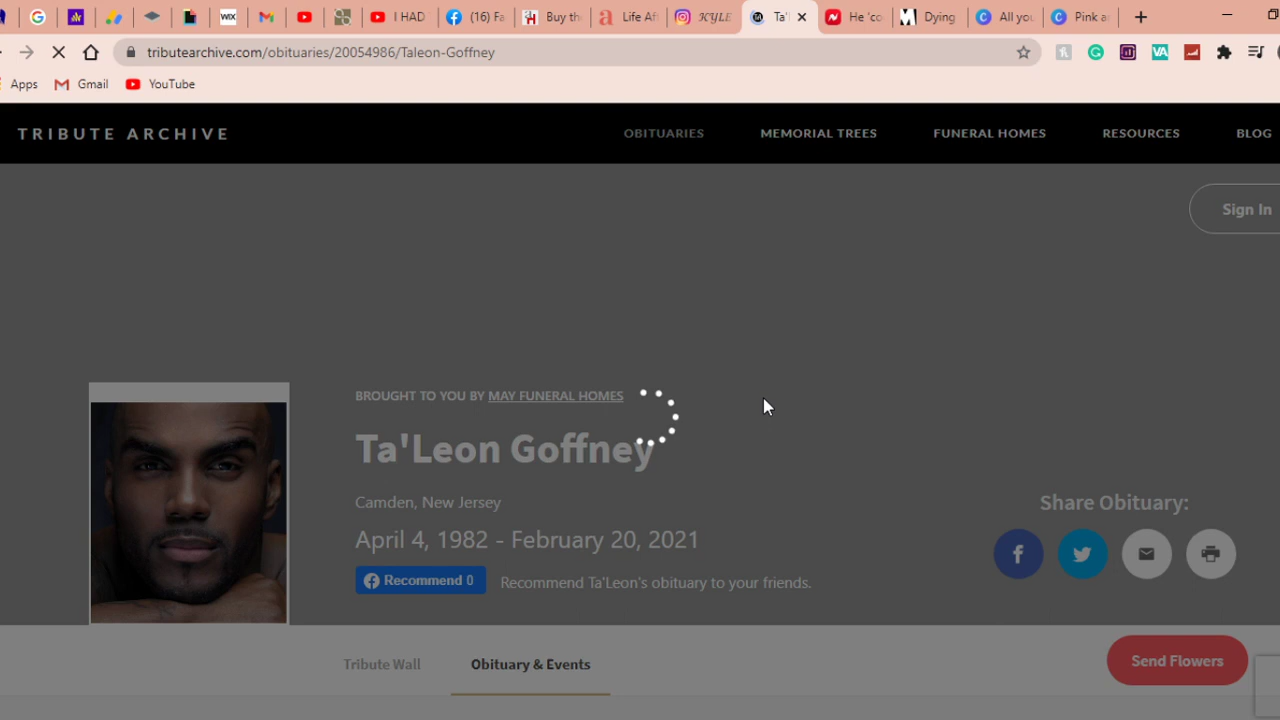 I HAD
(16) Fa
Buy the
Life Af
KYLE
Ta'
He 'co
Dying
All you
Pink a
tributearchive.com/obituaries/20054986/Taleon-Goffney
Apps
Gmail
YouTube
TRIBUTE ARCHIVE
OBITUARIES
MEMORIAL TREES
FUNERAL HOMES
RESOURCES
BLOG
Sign In
BROUGHT TO YOU BY MAY FUNERAL HOMES
Ta'Leon Goffney
Camden, New Jersey
April 4, 1982 - February 20, 2021
Recommend 0
Recommend Ta'Leon's obituary to your friends.
Share Obituary:
Tribute Wall
Obituary & Events
Send Flowers